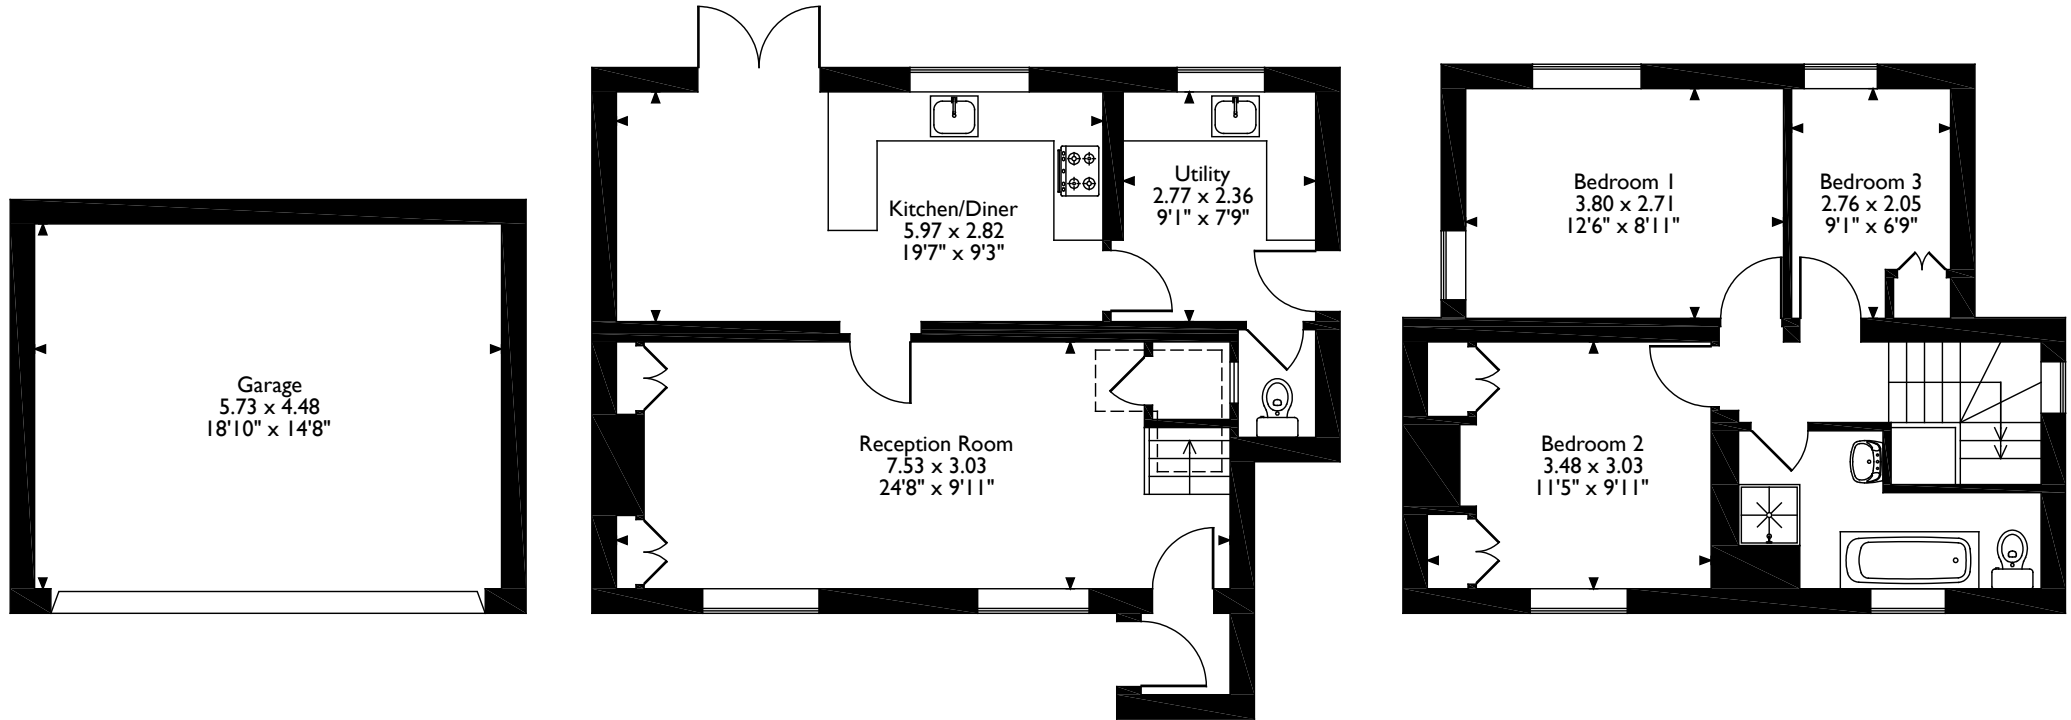 Garage
5.73 x 4.48
18'10" x 14'8"
Kitchen/Diner
5.97 x 2.82
19'7" x 9'3"
Utility
2.77 x 2.36
9'1" x 7'9"
Reception Room
7.53 x 3.03
24'8" x 9'11"
Bedroom 1
3.80 x 2.71
12'6" x 8'11"
Bedroom 3
2.76 x 2.05
9'1" x 6'9"
Bedroom 2
3.48 x 3.03
11'5" x 9'11"